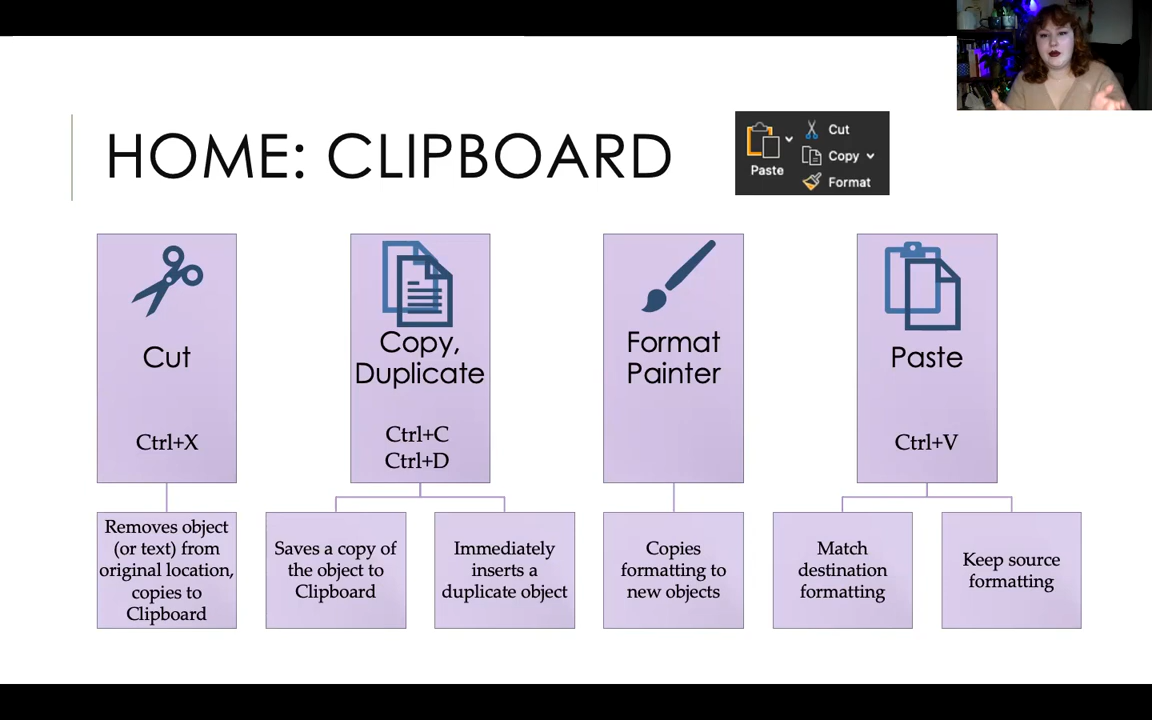 HOME: CLIPBOARD
Paste
Cut
Copy
Format
Cut
Ctrl+X
Copy,
Duplicate
Ctrl+C
Ctrl+D
Format
Painter
Paste
Ctrl+V
Removes object
(or text) from
original location,
copies to
Clipboard
Saves a copy of
the object to
Clipboard
Immediately
inserts a
duplicate object
Copies
formatting to
new objects
Match
destination
formatting
Keep source
formatting